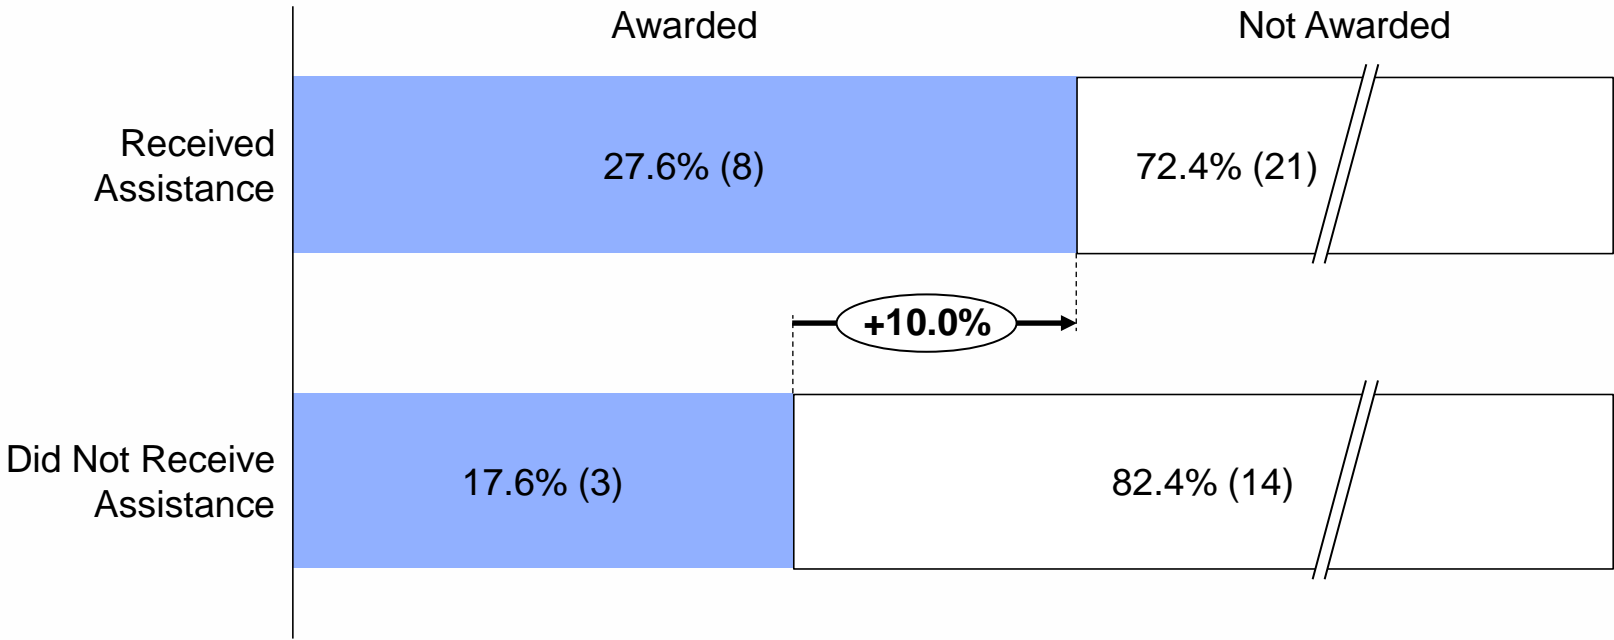 Awarded
Not Awarded
Received
Assistance
27.6% (8)
72.4% (21)
+10.0%
Did Not Receive
Assistance
17.6% (3)
82.4% (14)